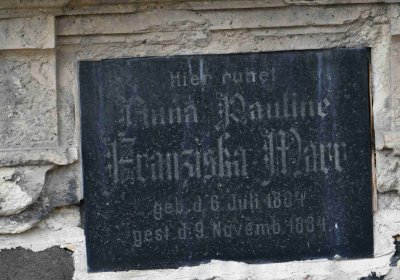 Hier ruhet
Anna Pauline
Franziska Marr
geb. d. 6. Juli 1884
gest. d. 9. Novemb. 1884.